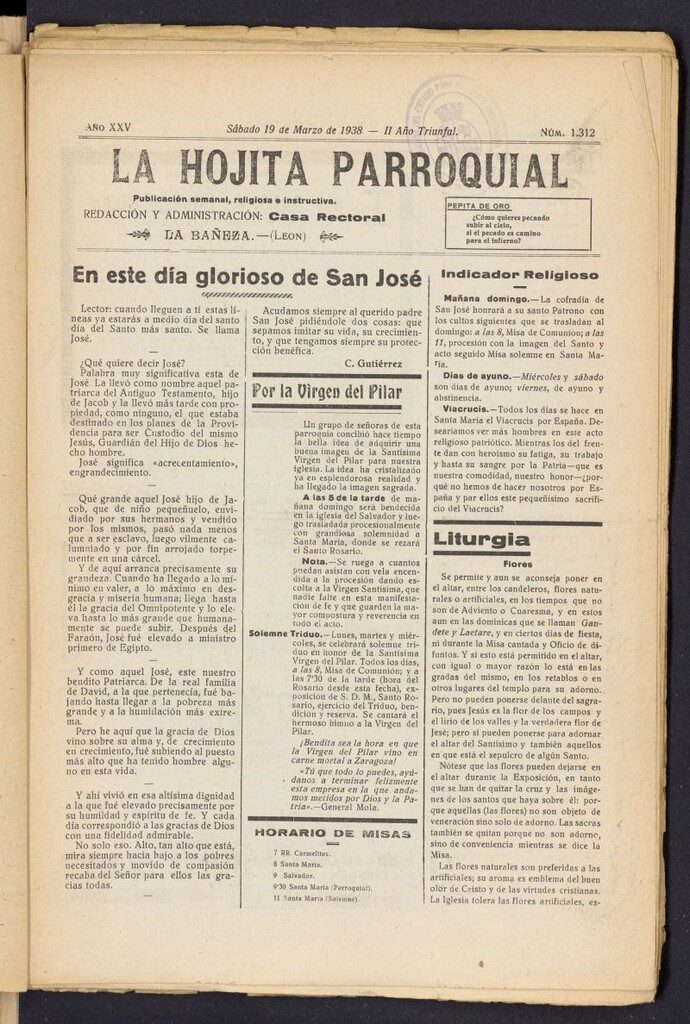 AÑO XXV
Sábado 19 de Marzo de 1938 — II Año Triunfal.
NÚM. 1.312
LA HOJITA PARROQUIAL
Publicación semanal, religiosa e instructiva.
REDACCIÓN Y ADMINISTRACIÓN: Casa Rectoral
LA BAÑEZA.—(LEON)
PEPITA DE ORO
¿Cómo quieres pecando
subir al cielo,
si el pecado es camino
para el infierno?
En este día glorioso de San José
Lector: cuando lleguen a tí estas lí-
neas ya estarás a medio día del santo
día del Santo más santo. Se llama
José.
—
¿Qué quiere decir José?
Palabra muy significativa esta de
José. La llevó como nombre aquel pa-
triarca del Antiguo Testamento, hijo
de Jacob y la llevó más tarde con pro-
piedad, como ninguno, el que estaba
destinado en los planes de la Provi-
dencia para ser Custodio del mismo
Jesús, Guardián del Hijo de Dios he-
cho hombre.
José significa «acrecentamiento»,
engrandecimiento.
—
Qué grande aquel José hijo de Ja-
cob, que de niño pequeñuelo, envi-
diado por sus hermanos y vendido
por los mismos, pasó nada menos
que a ser esclavo, luego vilmente ca-
lumniado y por fin arrojado torpe-
mente en una cárcel.
Y de aquí arranca precisamente su
grandeza. Cuando ha llegado a lo mí-
nimo en valer, a lo máximo en des-
gracia y miseria humana; llega hasta
él la gracia del Omnipotente y lo ele-
va hasta lo más grande que humana-
mente se puede subir. Después del
Faraón, José fué elevado a ministro
primero de Egipto.
—
Y como aquel José, este nuestro
bendito Patriarca. De la real familia
de David, a la que pertenecía, fué ba-
jando hasta llegar a la pobreza más
grande y a la humilación más extre-
ma.
Pero he aquí que la gracia de Dios
vino sobre su alma y, de crecimiento
en crecimiento, fué subiendo al puesto
más alto que ha tenido hombre algu-
no en esta vida.
—
Y ahí vivió en esa altísima dignidad
a la que fué elevado precisamente por
su humildad y espíritu de fe. Y cada
día correspondió a las gracias de Dios
con una fidelidad admirable.
No solo eso. Alto, tan alto que está,
mira siempre hacia bajo a los pobres
necesitados y movido de compasión
recaba del Señor para ellos las gra-
cias todas.
—
Acudamos siempre al querido padre
San José pidiéndole dos cosas: que
sepamos imitar su vida, su crecimien-
to, y que tengamos siempre su protec-
ción benéfica.
C. Gutiérrez
Por la Virgen del Pilar
Un grupo de señoras de esta
parroquia concibió hace tiempo
la bella idea de adquirir una
buena imagen de la Santísima
Virgen del Pilar para nuestra
iglesia. La idea ha cristalizado
ya en esplendorosa realidad y
ha llegado la imagen sagrada.
A las 5 de la tarde de ma-
ñana domingo será bendecida
en la iglesia del Salvador y lue-
go trasladada procesionalmente
con grandiosa solemnidad a
Santa María, donde se rezará
el Santo Rosario.
Nota.—Se ruega a cuantos
puedan asistan con vela encen-
dida a la procesión dando es-
colta a la Virgen Santísima, que
nadie falte en esta manifesta-
ción de fe y que guarden la ma-
yor compostura y reverencia en
todo el acto.
Solemne Triduo.—Lunes, martes y miér-
coles, se celebrará solemne tri-
duo en honor de la Santísima
Virgen del Pilar. Todos los días,
a las 8, Misa de Comunión; y a
las 7'30 de la tarde (hora del
Rosario desde esta fecha), ex-
posición de S. D. M., Santo Ro-
sario, ejercicio del Triduo, ben-
dición y reserva. Se cantará el
hermoso himno a la Virgen del
Pilar.
¡Bendita sea la hora en que
la Virgen del Pilar vino en
carne mortal a Zaragoza!
«Tú que todo lo puedes, ayú-
danos a terminar felizmente
esta empresa en la que anda-
mos metidos por Dios y la Pa-
tria».—General Mola.
HORARIO DE MISAS
7 RR. Carmelitas.
8 Santa María.
9 Salvador.
9'30 Santa María (Parroquial).
11 Santa María (Solemne).
Indicador Religioso
Mañana domingo.—La cofradía de
San José honrará a su santo Patrono con
los cultos siguientes que se trasladan al
domingo: a las 8, Misa de Comunión; a las
11, procesión con la imagen del Santo y
acto seguido Misa solemne en Santa Ma-
ría.
Días de ayuno.—Miércoles y sábado
son días de ayuno; viernes, de ayuno y
abstinencia.
Viacrucis.—Todos los días se hace en
Santa María el Viacrucis por España. De-
searíamos ver más hombres en este acto
religioso patriótico. Mientras los del fren-
te dan con heroísmo su fatiga, su trabajo
y hasta su sangre por la Patria—que es
nuestra comodidad, nuestro honor—¿por-
qué no hemos de hacer nosotros por Es-
paña y par ellos este pequeñísimo sacrifi-
cio del Viacrucis?
Liturgia
Flores
Se permite y aun se aconseja poner en
el altar, entre los candeleros, flores natura-
les o artificiales, en los tiempos que no
son de Adviento o Cuaresma, y en estos
aun en las dominicas que se llaman Gau-
dete y Laetare, y en ciertos días de fiesta,
ni durante la Misa cantada y Oficio de di-
funtos. Y si esto está permitido en el altar,
con igual o mayor razón lo está en las
gradas del mismo, en los retablos o en
otros lugares del templo para su adorno.
Pero no pueden ponerse delante del sagra-
rio, pues Jesús es la flor de los campos y
el lirio de los valles y la verdadera flor de
José; pero sí pueden ponerse para adornar
el altar del Santísimo y también aquellos
en que está el sepulcro de algún Santo.
Nótese que las flores pueden dejarse en
el altar durante la Exposición, en tanto
que se han de quitar la cruz y las imáge-
nes de los santos que haya sobre él: por-
que aquellas (las flores) no son objeto de
veneración sino solo de adorno. Las sacras
también se quitan porque no son adorno,
sino de conveniencia mientras se dice la
Misa.
Las flores naturales son preferidas a las
artificiales; su aroma es emblema del buen
olor de Cristo y de las virtudes cristianas.
La Iglesia tolera las flores artificiales, es-